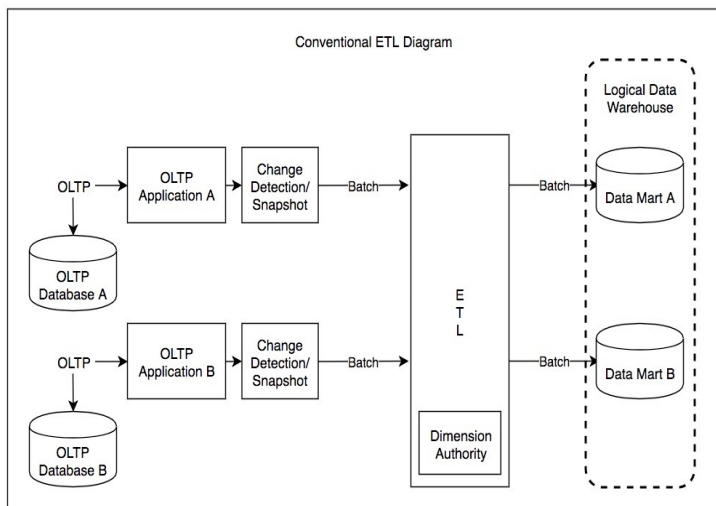 Conventional ETL Diagram
Logical Data
Warehouse
OLTP
OLTP
Application A
Change
Detection/
Snapshot
Batch
Batch
Data Mart A
OLTP
Database A
E
T
L
OLTP
OLTP
Application B
Change
Detection/
Snapshot
Batch
Batch
Data Mart B
Dimension
Authority
OLTP
Database B